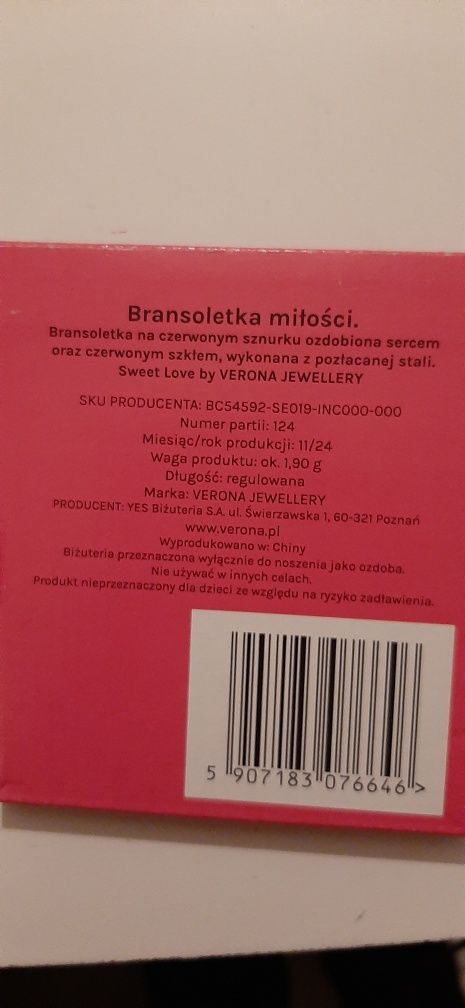 Bransoletka miłości.
Bransoletka na czerwonym sznurku ozdobiona sercem
oraz czerwonym szkłem, wykonana z pozłacanej stali.
Sweet Love by VERONA JEWELLERY
SKU PRODUCENTA: BC54592-SE019-INC000-000
Numer partii: 124
Miesiąc/rok produkcji: 11/24
Waga produktu: ok. 1,90 g
Długość: regulowana
Marka: VERONA JEWELLERY
PRODUCENT: YES Biżuteria S.A. ul. Świerzawska 1, 60-321 Poznań
www.verona.pl
Wyprodukowano w: Chiny
Biżuteria przeznaczona wyłącznie do noszenia jako ozdoba.
Nie używać w innych celach.
Produkt nieprzeznaczony dla dzieci ze względu na ryzyko zadławienia.
5 907183 076646 >